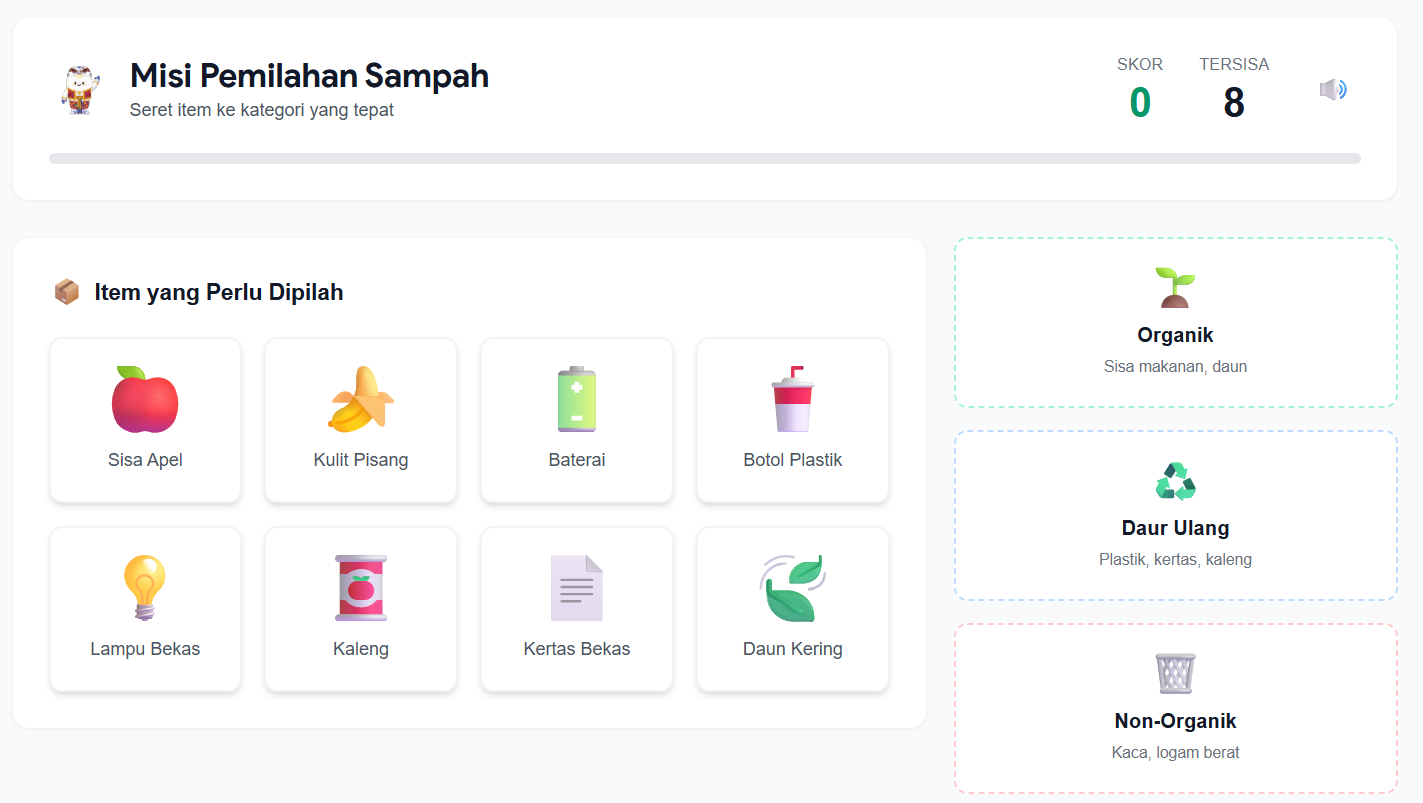 Misi Pemilahan Sampah
Seret item ke kategori yang tepat
SKOR
0
TERSISA
8
Item yang Perlu Dipilah
Sisa Apel
Kulit Pisang
Baterai
Botol Plastik
Lampu Bekas
Kaleng
Kertas Bekas
Daun Kering
Organik
Sisa makanan, daun
Daur Ulang
Plastik, kertas, kaleng
Non-Organik
Kaca, logam berat